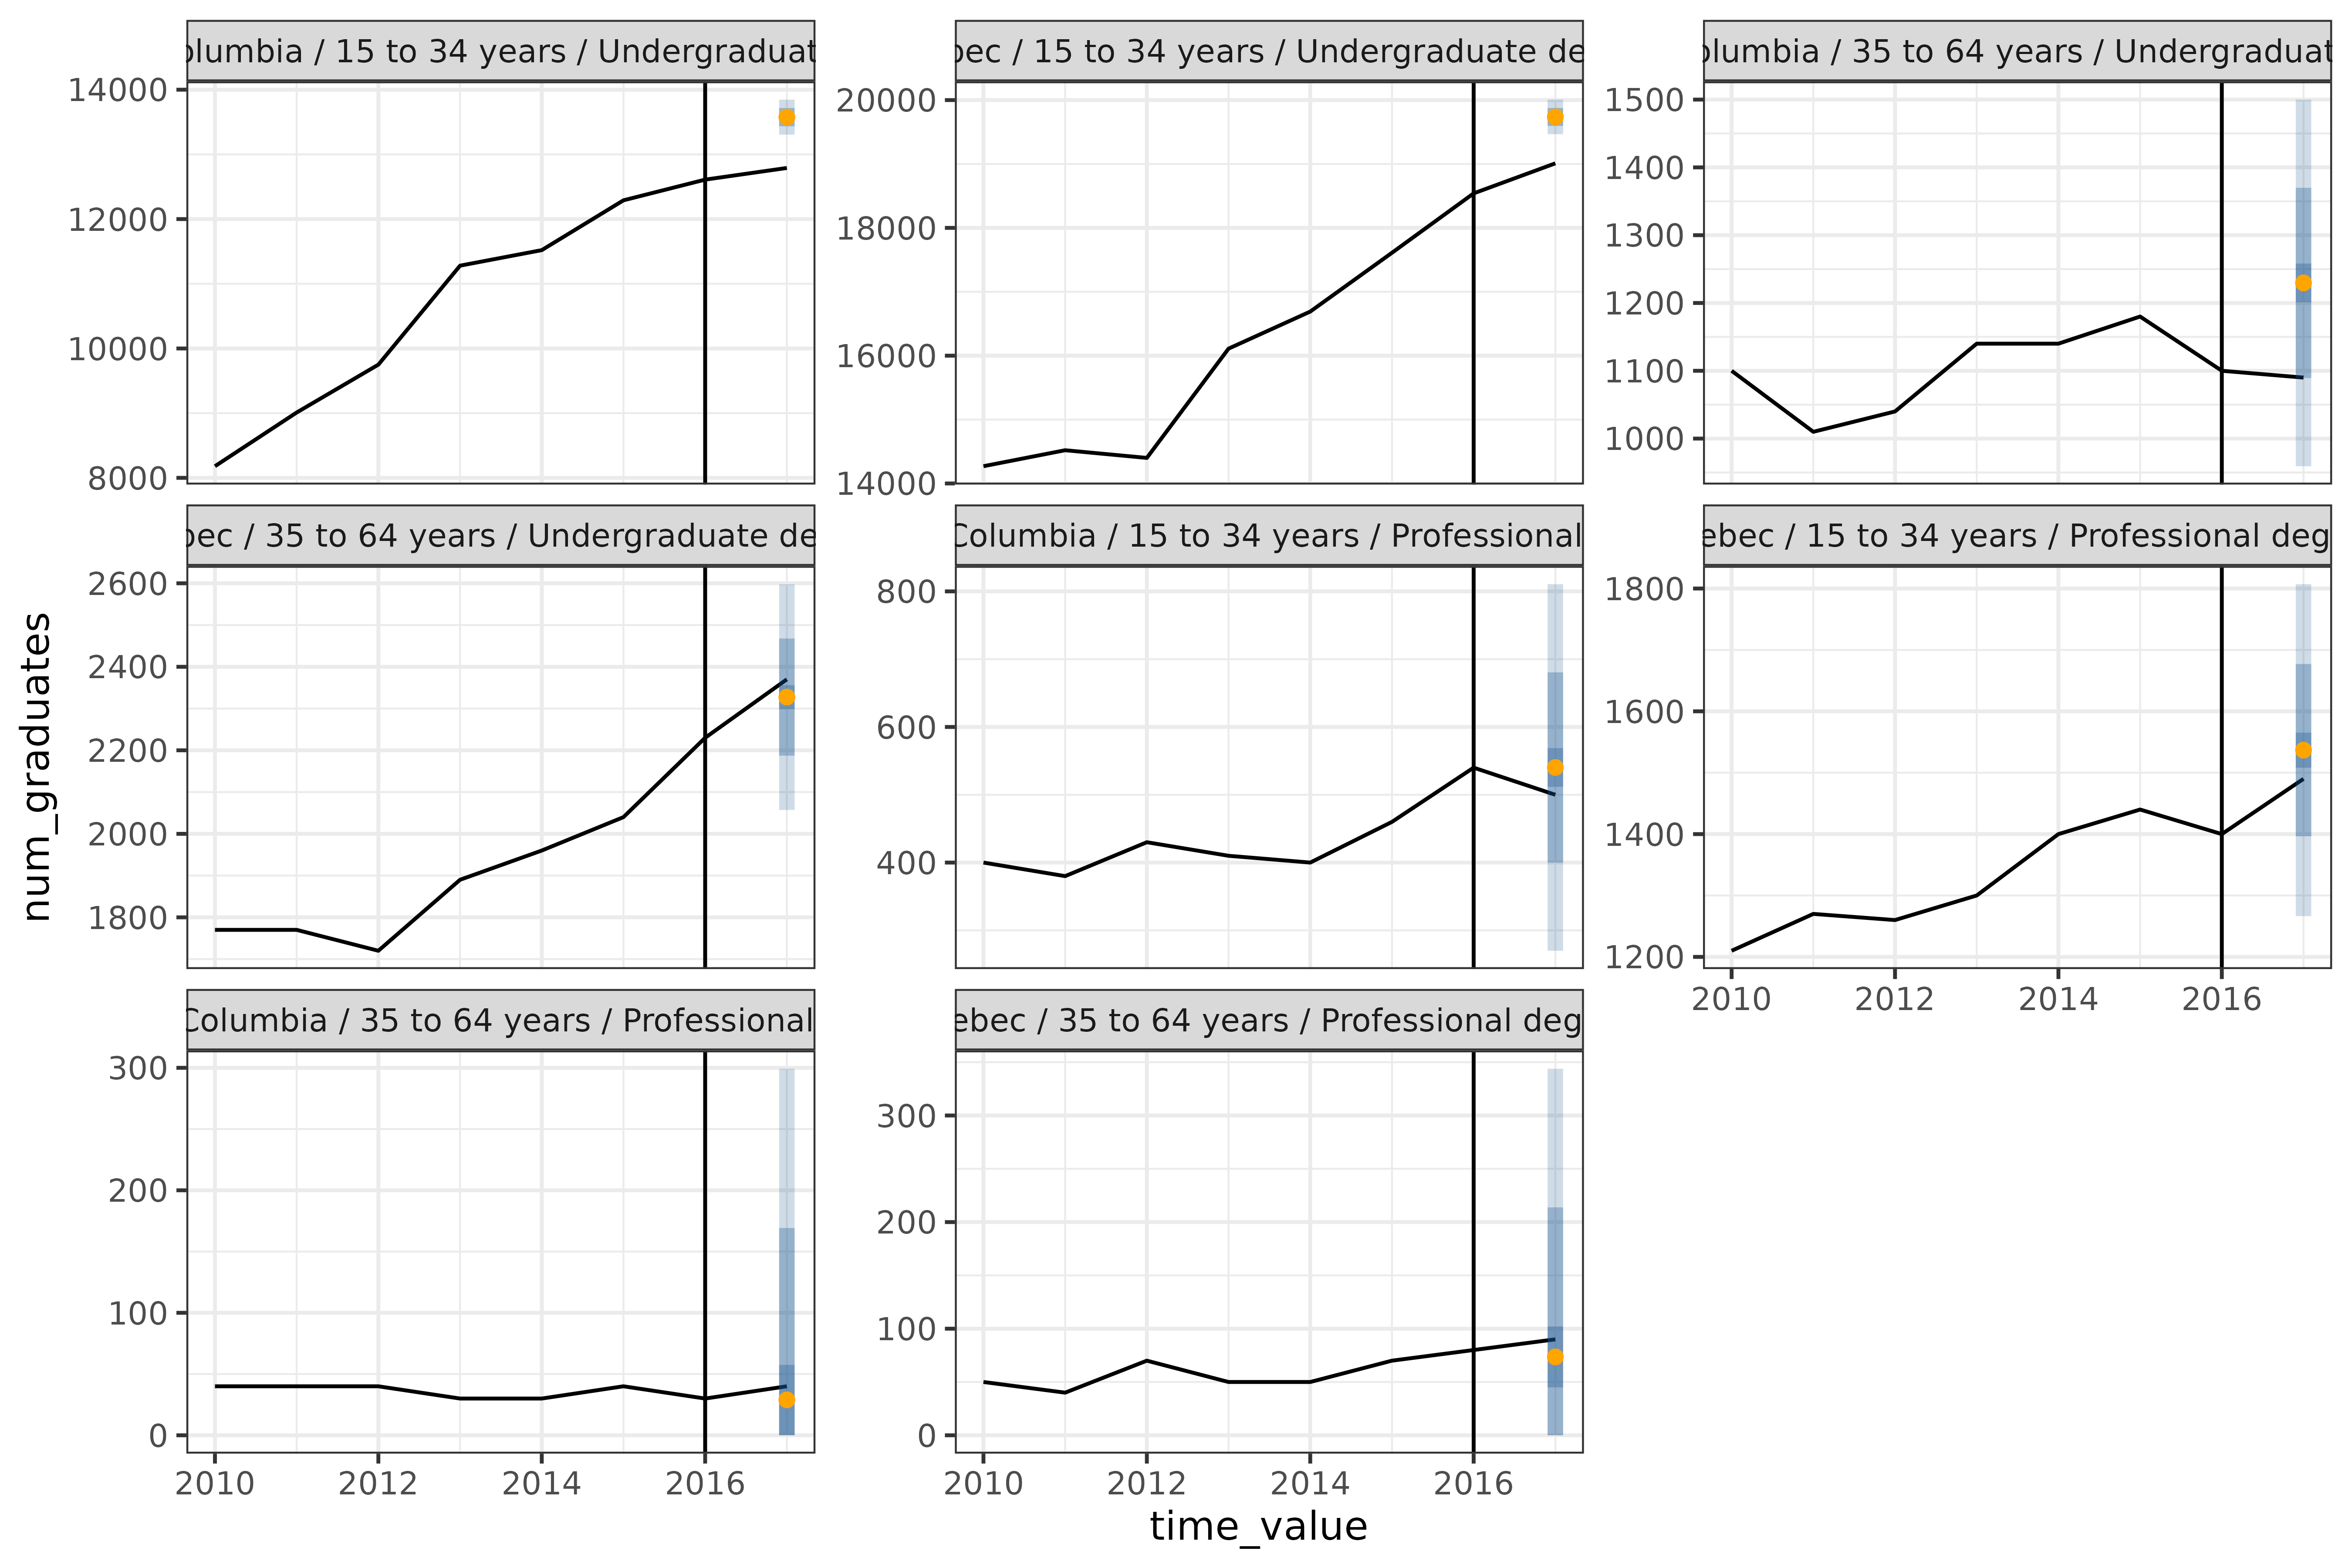 olumbia / 15 to 34 years / Undergraduat
bec / 15 to 34 years / Undergraduate de
olumbia / 35 to 64 years / Undergraduat
14000
12000
10000
8000
20000
18000
16000
14000
1500
1400
1300
1200
1100
1000
bec / 35 to 64 years / Undergraduate de
Columbia / 15 to 34 years / Professional
ebec / 15 to 34 years / Professional deg
2600
2400
2200
2000
1800
800
600
400
1800
1600
1400
1200
2010 2012 2014 2016
num_graduates
Columbia / 35 to 64 years / Professional
ebec / 35 to 64 years / Professional deg
300
200
100
0
300
200
100
0
2010 2012 2014 2016
2010 2012 2014 2016
time_value